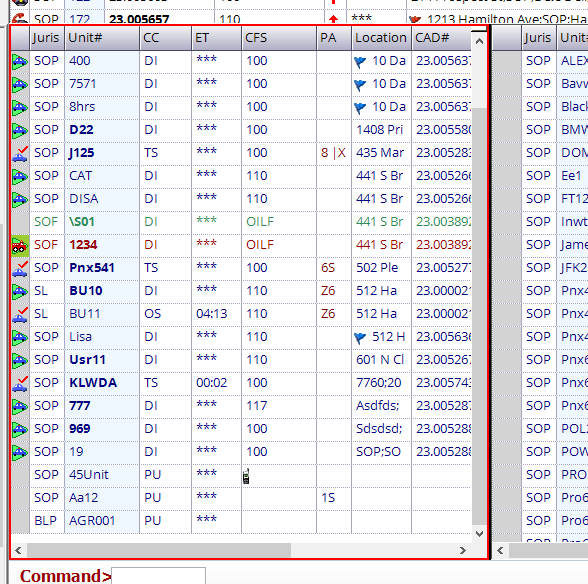 SOP 172 23.005657 110 *** 1213 Hamilton Ave;SOP;Ha
Juris Unit# CC ET CFS PA Location CAD# Juris Unit
SOP 400 DI *** 100 10 Da 23.005637 SOP ALEX
SOP 7571 DI *** 100 10 Da 23.005637 SOP Bavw
SOP 8hrs DI *** 100 10 Da 23.005637 SOP Black
SOP D22 DI *** 100 1408 Pri 23.005580 SOP BMW
SOP J125 TS *** 100 8 |X 435 Mar 23.005283 SOP DOM
SOP CAT DI *** 110 441 S Br 23.005266 SOP Ee1
SOP DISA DI *** 110 441 S Br 23.005266 SOP FT12
SOF \S01 DI *** OILF 441 S Br 23.003892 SOP Inwt
SOF 1234 DI *** OILF 441 S Br 23.003892 SOP Jame
SOP Pnx541 TS *** 100 6S 502 Ple 23.005277 SOP JFK2
SL BU10 DI *** 110 Z6 512 Ha 23.000021 SOP Pnx4
SL BU11 OS 04:13 110 Z6 512 Ha 23.000021 SOP Pnx4
SOP Lisa DI *** 110 512 H 23.005636 SOP Pnx4
SOP Usr11 DI *** 110 601 N Cl 23.005267 SOP Pnx6
SOP KLWDA TS 00:02 100 7760;20 23.005743 SOP Pnx6
SOP 777 DI *** 117 Asdfds; 23.005287 SOP Pnx6
SOP 969 DI *** 100 Sdsdsd; 23.005288 SOP POL2
SOP 19 DI *** 100 SOP;SO 23.005288 SOP POW
SOP 45Unit PU *** SOP PRO
SOP Aa12 PU *** 1S SOP Pro6
BLP AGR001 PU *** SOP Pro6
Command>